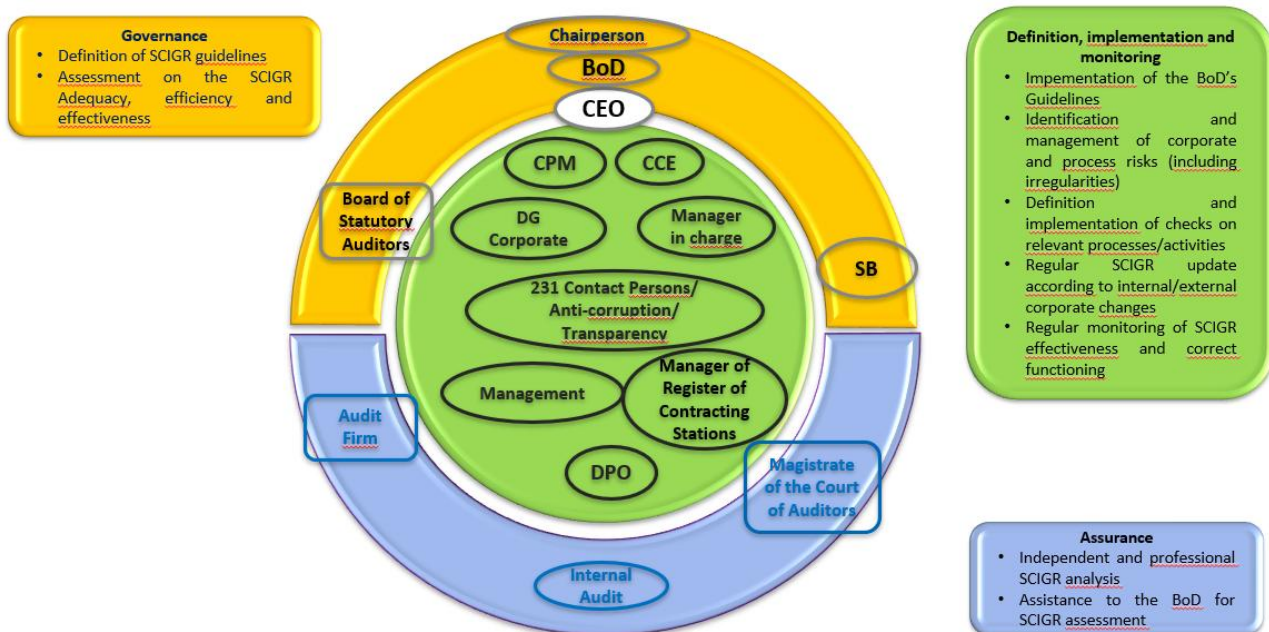 Governance
• Definition of SCIGR guidelines
• Assessment on the SCIGR
Adequacy, efficiency and
effectiveness
Chairperson
BoD
CEO
CPM
CCE
DG
Corporate
Manager
in charge
Board of
Statutory
Auditors
SB
231 Contact Persons/
Anti-corruption/
Transparency
Management
Manager of
Register of
Contracting
Stations
DPO
Audit
Firm
Magistrate
of the Court
of Auditors
Internal
Audit
Definition, implementation and
monitoring
• Impementation of the BoD's
Guidelines
• Identification and
management of corporate
and process risks (including
irregularities)
• Definition and
implementation of checks on
relevant processes/activities
• Regular SCIGR update
according to internal/external
corporate changes
• Regular monitoring of SCIGR
effectiveness and correct
functioning
Assurance
• Independent and professional
SCIGR analysis
• Assistance to the BoD for
SCIGR assessment